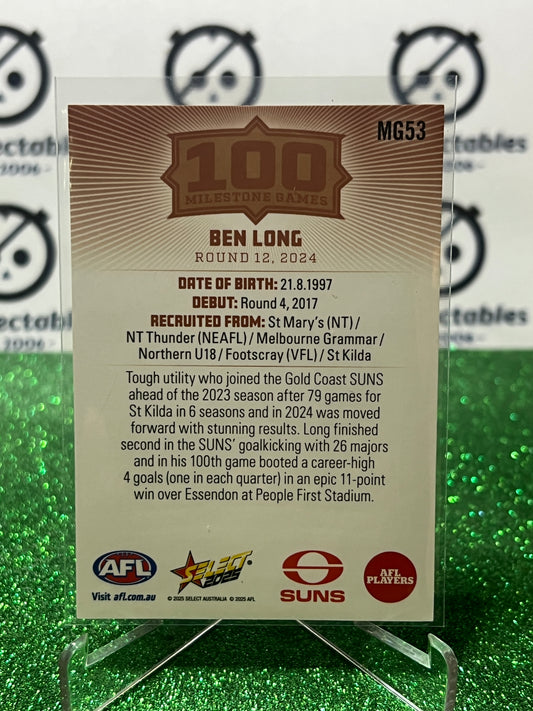 MG53
100
MILESTONE GAMES
BEN LONG
ROUND 12, 2024
DATE OF BIRTH: 21.8.1997
DEBUT: Round 4, 2017
RECRUITED FROM: St Mary's (NT) /
NT Thunder (NEAFL) / Melbourne Grammar /
Northern U18 / Footscray (VFL) / St Kilda
Tough utility who joined the Gold Coast SUNS
ahead of the 2023 season after 79 games for
St Kilda in 6 seasons and in 2024 was moved
forward with stunning results. Long finished
second in the SUNS' goalkicking with 26 majors
and in his 100th game booted a career-high
4 goals (one in each quarter) in an epic 11-point
win over Essendon at People First Stadium.
AFL
Visit afl.com.au
SELECT
2025
© 2025 SELECT AUSTRALIA © 2025 AFL
SUNS
AFL
PLAYERS
ectables
2006 -